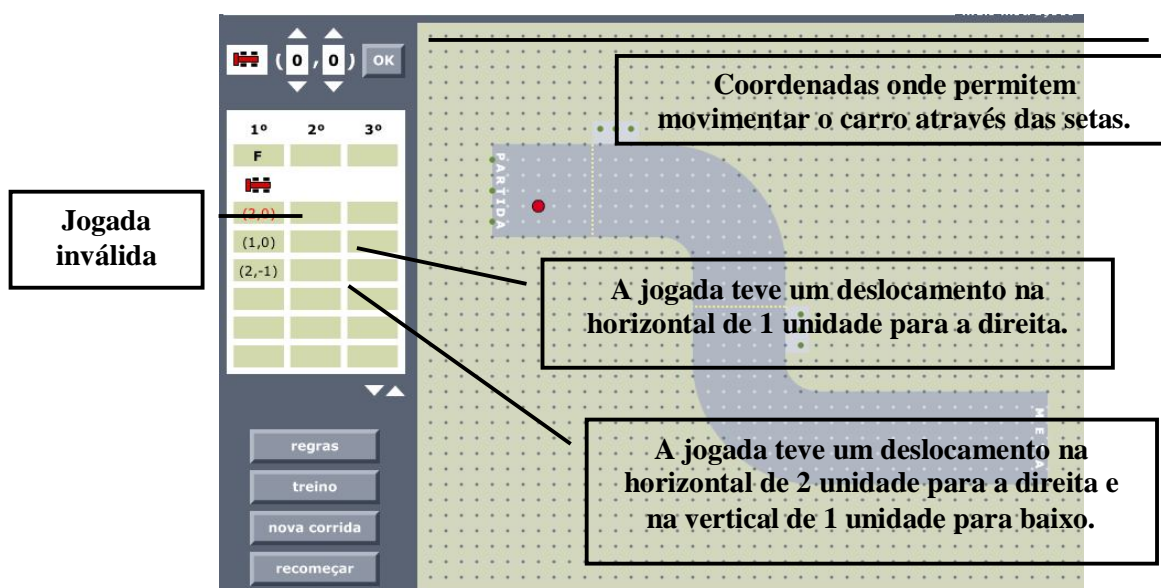 ( 0 , 0 ) OK
Coordenadas onde permitem
movimentar o carro através das setas.
1º 2º 3º
F
PARTIDA
Jogada
inválida
(2,0)
(1,0)
(2,-1)
A jogada teve um deslocamento na
horizontal de 1 unidade para a direita.
A jogada teve um deslocamento na
horizontal de 2 unidade para a direita e
na vertical de 1 unidade para baixo.
regras
treino
nova corrida
recomeçar